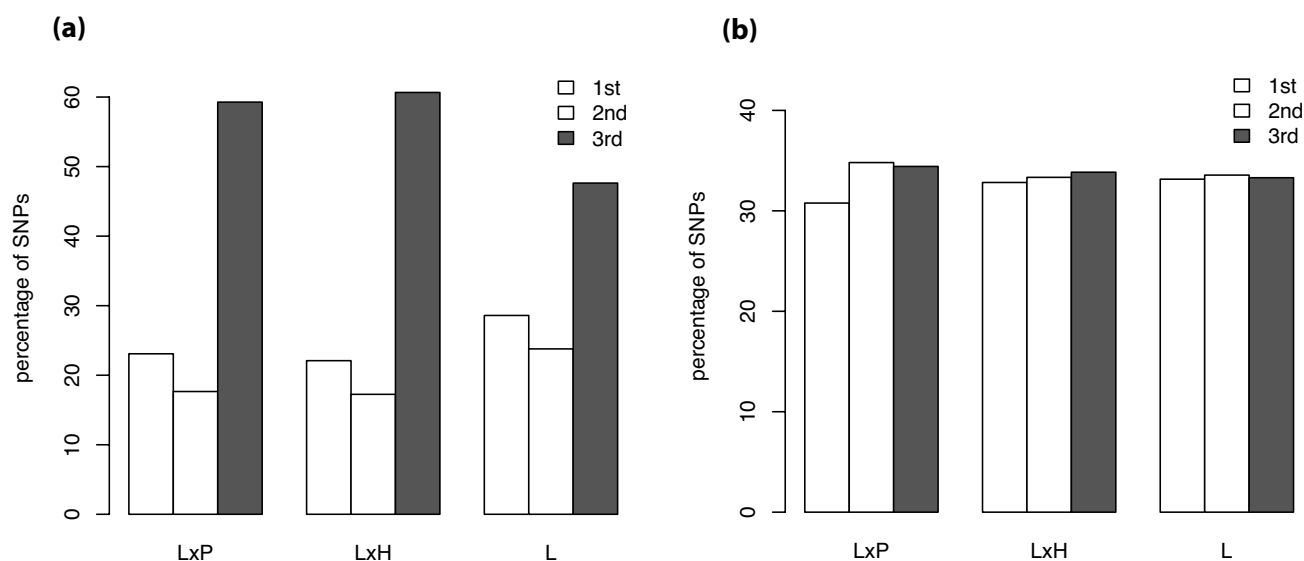 (a)
percentage of SNPs
0
10
20
30
40
50
60
1st
2nd
3rd
LxP
LxH
L
(b)
percentage of SNPs
0
10
20
30
40
1st
2nd
3rd
LxP
LxH
L